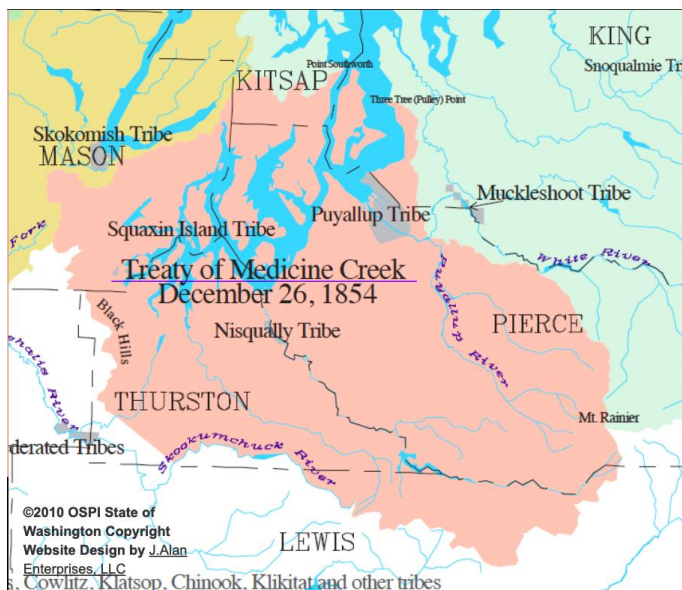 KING
Snoqualmie Tri
Point Southworth
KITSAP
Three Tree (Pulley) Point
Skokomish Tribe
MASON
Muckleshoot Tribe
Puyallup Tribe
Squaxin Island Tribe
Fork
White River
Treaty of Medicine Creek
December 26, 1854
Puyallup River
Black Hills
Nisqually Tribe
PIERCE
ehalis River
THURSTON
Mt. Rainier
derated Tribes
Skookumchuck River
©2010 OSPI State of
Washington Copyright
Website Design by J.Alan
Enterprises, LLC
LEWIS
s, Cowlitz, Klatsop, Chinook, Klikitat and other tribes